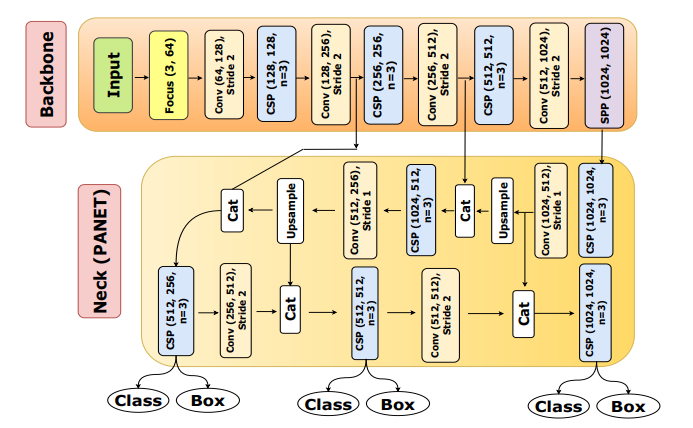 Backbone
Input
Focus (3, 64)
Conv (64, 128),
Stride 2
CSP (128, 128,
n=3)
Conv (128, 256),
Stride 2
CSP (256, 256,
n=3)
Conv (256, 512),
Stride 2
CSP (512, 512,
n=3)
Conv (512, 1024),
Stride 2
SPP (1024, 1024)
Neck (PANET)
Cat
Upsample
Conv (512, 256),
Stride 1
CSP (1024, 512,
n=3)
Cat
Upsample
Conv (1024, 512),
Stride 1
CSP (1024, 1024,
n=3)
CSP (512, 256,
n=3)
Conv (256, 512),
Stride 2
Cat
CSP (512, 512,
n=3)
Conv (512, 512),
Stride 2
Cat
CSP (1024, 1024,
n=3)
Class
Box
Class
Box
Class
Box